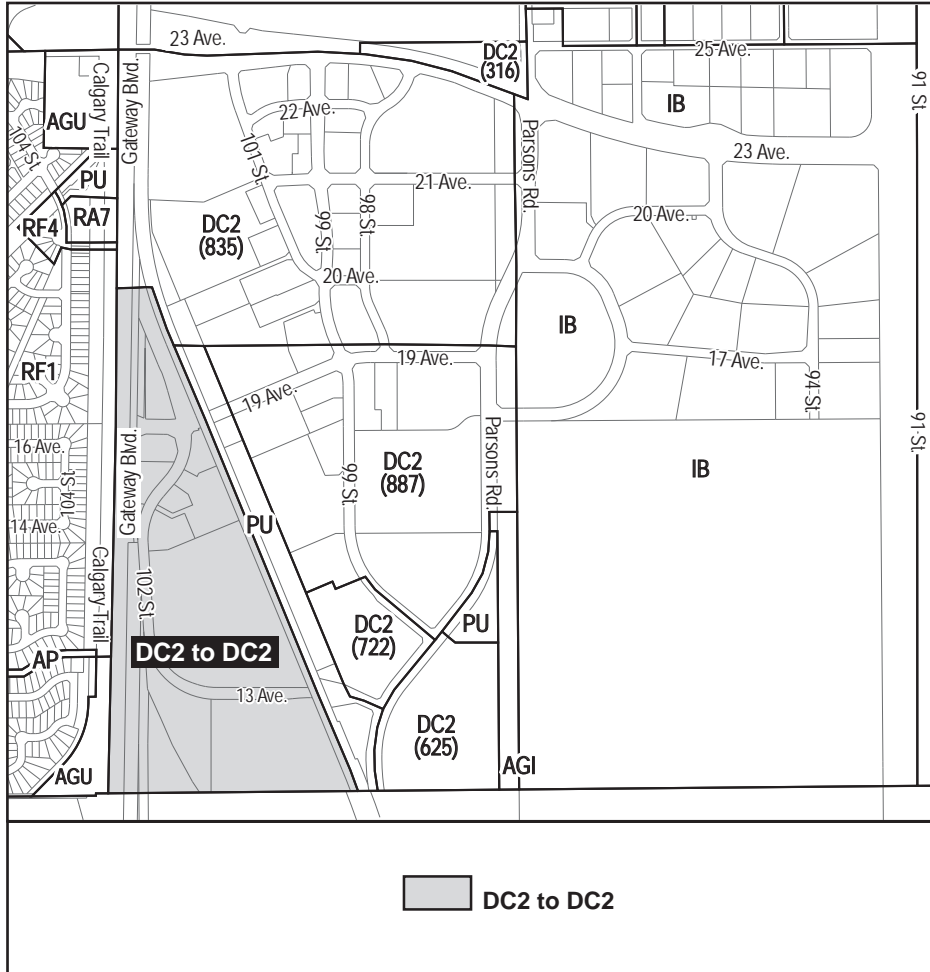 23 Ave.
DC2
(316)
25 Ave.
91 St.
Calgary Trail
Gateway Blvd.
AGU
22 Ave.
IB
104 St.
101 St.
Parsons Rd.
23 Ave.
PU
21 Ave.
RF4
RA7
DC2
(835)
99 St.
98 St.
20 Ave.
20 Ave.
IB
RF1
19 Ave.
17 Ave.
19 Ave.
94 St.
91 St.
16 Ave.
Gateway Blvd.
Parsons Rd.
DC2
(887)
IB
104 St.
99 St.
14 Ave.
PU
Calgary Trail
102 St.
DC2
(722)
PU
DC2 to DC2
AP
13 Ave.
DC2
(625)
AGU
AGI
DC2 to DC2